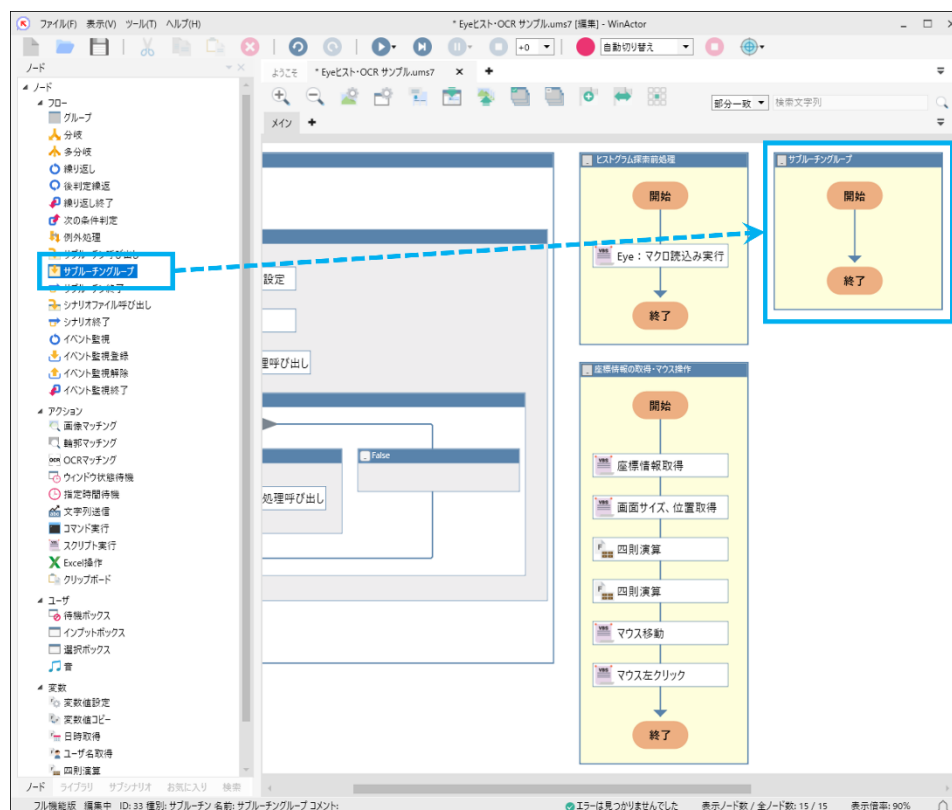 ファイル(F) 表示(V) ツール(T) ヘルプ(H)
* Eyeヒスト・OCR サンプル.ums7 [編集] - WinActor
+0
自動切り替え
ノード
ようこそ
* Eyeヒスト・OCR サンプル.ums7
部分一致
検索文字列
メイン
ノード
フロー
グループ
分岐
多分岐
繰り返し
後判定繰返
繰り返し終了
次の条件判定
例外処理
サブルーチン呼び出し
サブルーチングループ
サブルーチン終了
シナリオファイル呼び出し
シナリオ終了
イベント監視
イベント監視登録
イベント監視解除
イベント監視終了
アクション
画像マッチング
輪郭マッチング
OCRマッチング
ウィンドウ状態待機
指定時間待機
文字列送信
コマンド実行
スクリプト実行
Excel操作
クリップボード
ユーザ
待機ボックス
インプットボックス
選択ボックス
音
変数
変数値設定
変数値コピー
日時取得
ユーザ名取得
四則演算
ノード ライブラリ サブシナリオ お気に入り 検索
設定
理呼び出し
処理呼び出し
False
ヒストグラム探索前処理
開始
Eye：マクロ読込み実行
終了
サブルーチングループ
開始
終了
座標情報の取得・マウス操作
開始
座標情報取得
画面サイズ、位置取得
四則演算
四則演算
マウス移動
マウス左クリック
終了
フル機能版 編集中 ID: 33 種別: サブルーチン 名前: サブルーチングループ コメント:
エラーは見つかりませんでした 表示ノード数 / 全ノード数: 15 / 15 表示倍率: 90%